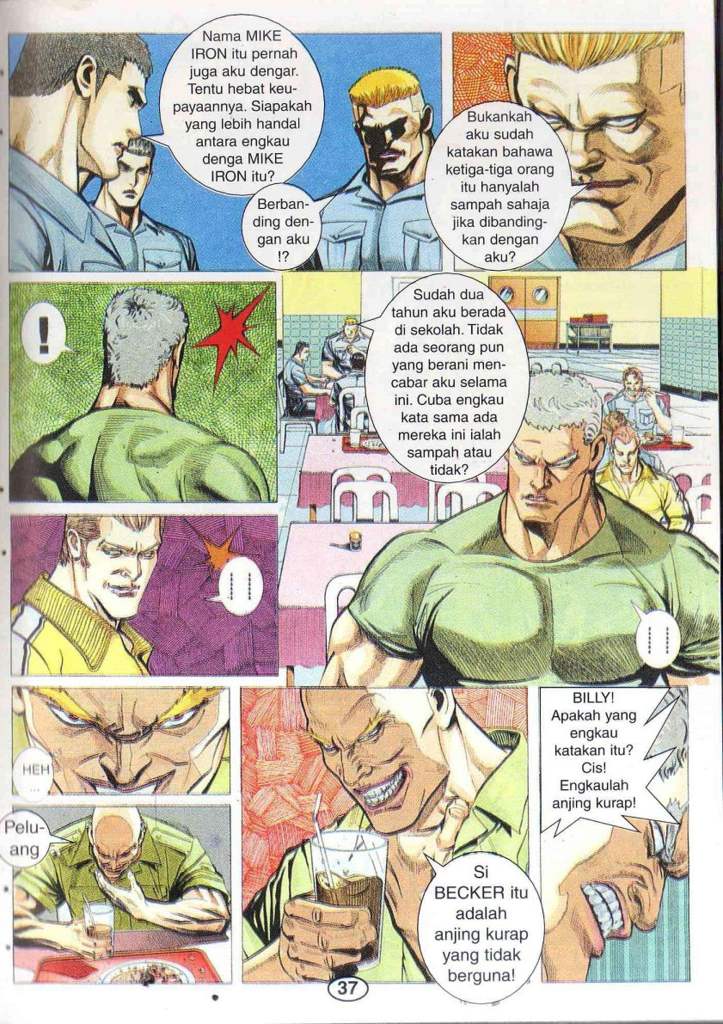 Nama MIKE
IRON itu pernah
juga aku dengar.
Tentu hebat keu-
payaannya. Siapakah
yang lebih handal
antara engkau
denga MIKE
IRON itu?
Berban-
ding den-
gan aku
!?
Bukankah
aku sudah
katakan bahawa
ketiga-tiga orang
itu hanyalah
sampah sahaja
jika dibanding-
kan dengan
aku?
!
Sudah dua
tahun aku berada
di sekolah. Tidak
ada seorang pun
yang berani men-
cabar aku selama
ini. Cuba engkau
kata sama ada
mereka ini ialah
sampah atau
tidak?
HEH
...
Pelu-
ang
Si
BECKER itu
adalah
anjing kurap
yang tidak
berguna!
BILLY!
Apakah yang
engkau
katakan itu?
Cis!
Engkaulah
anjing kurap!
37